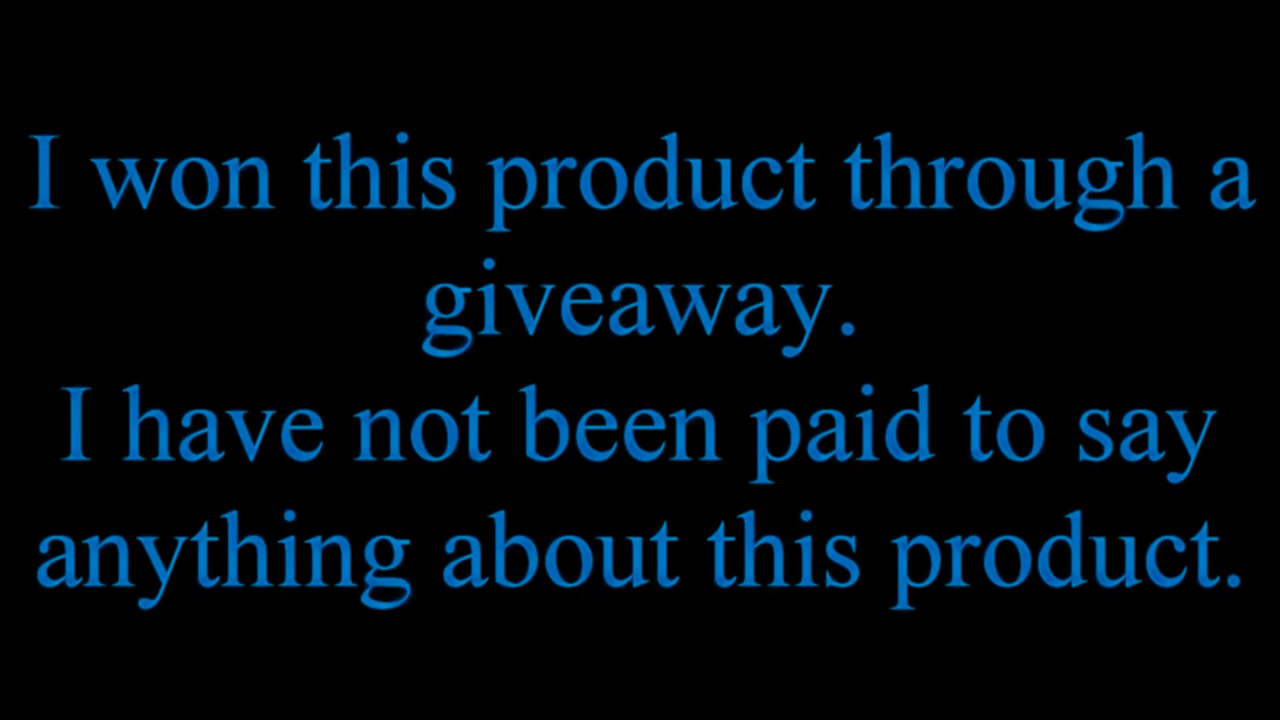 I won this product through a
giveaway.
I have not been paid to say
anything about this product.